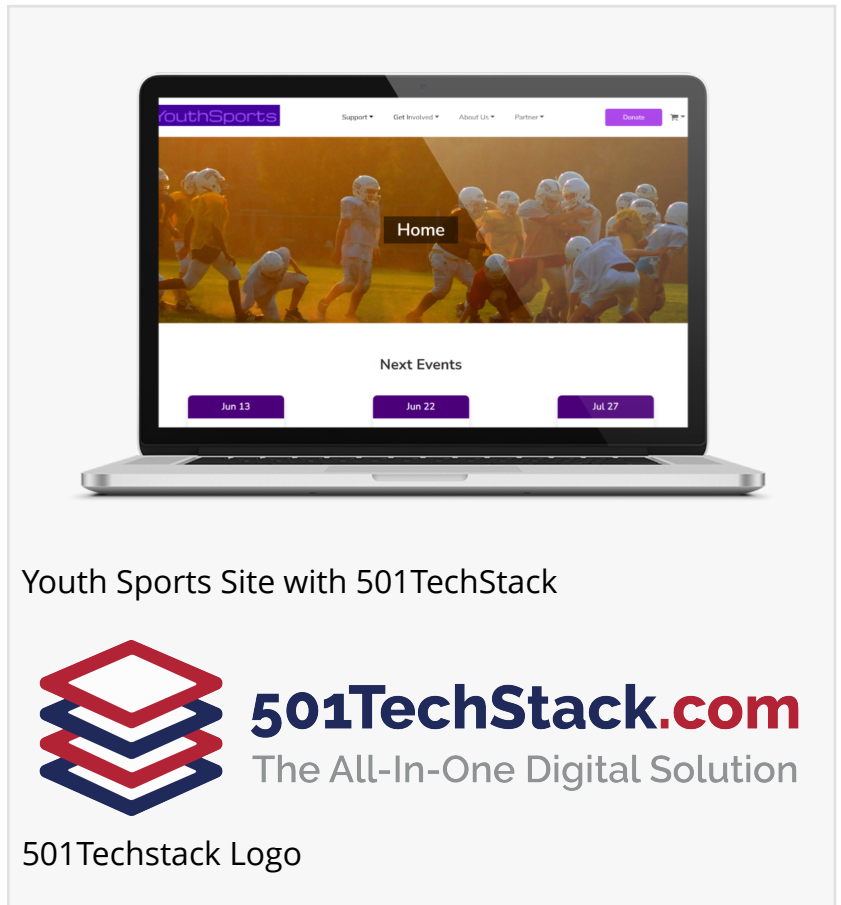 YouthSports
Support Get Involved About Us Partner Donate
Home
Next Events
Jun 13 Jun 22 Jul 27
Youth Sports Site with 501TechStack
501TechStack.com
The All-In-One Digital Solution
501Techstack Logo